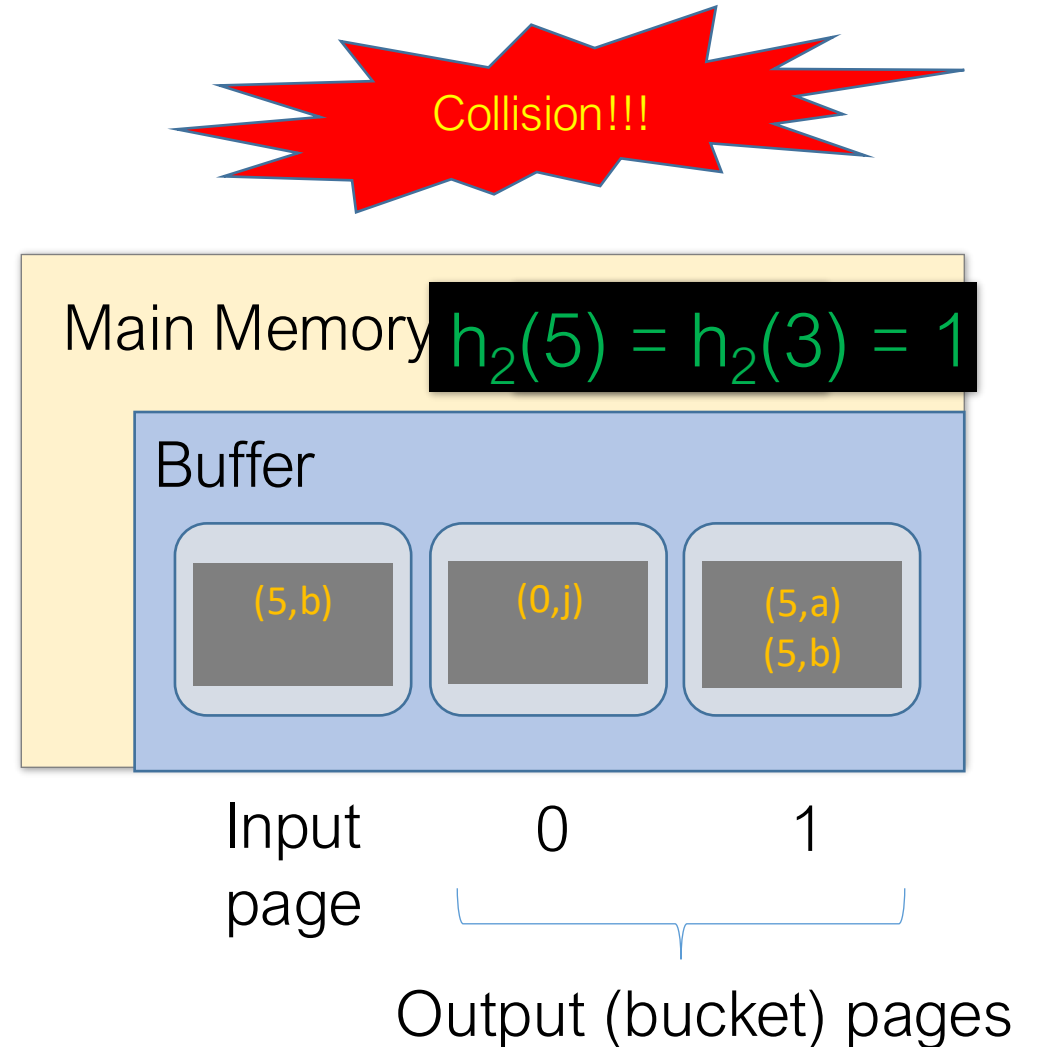 Collision!!!
Main Memory
h₂(5) = h₂(3) = 1
Buffer
(5,b)
(0,j)
(5,a)
(5,b)
Input
page
0
1
Output (bucket) pages